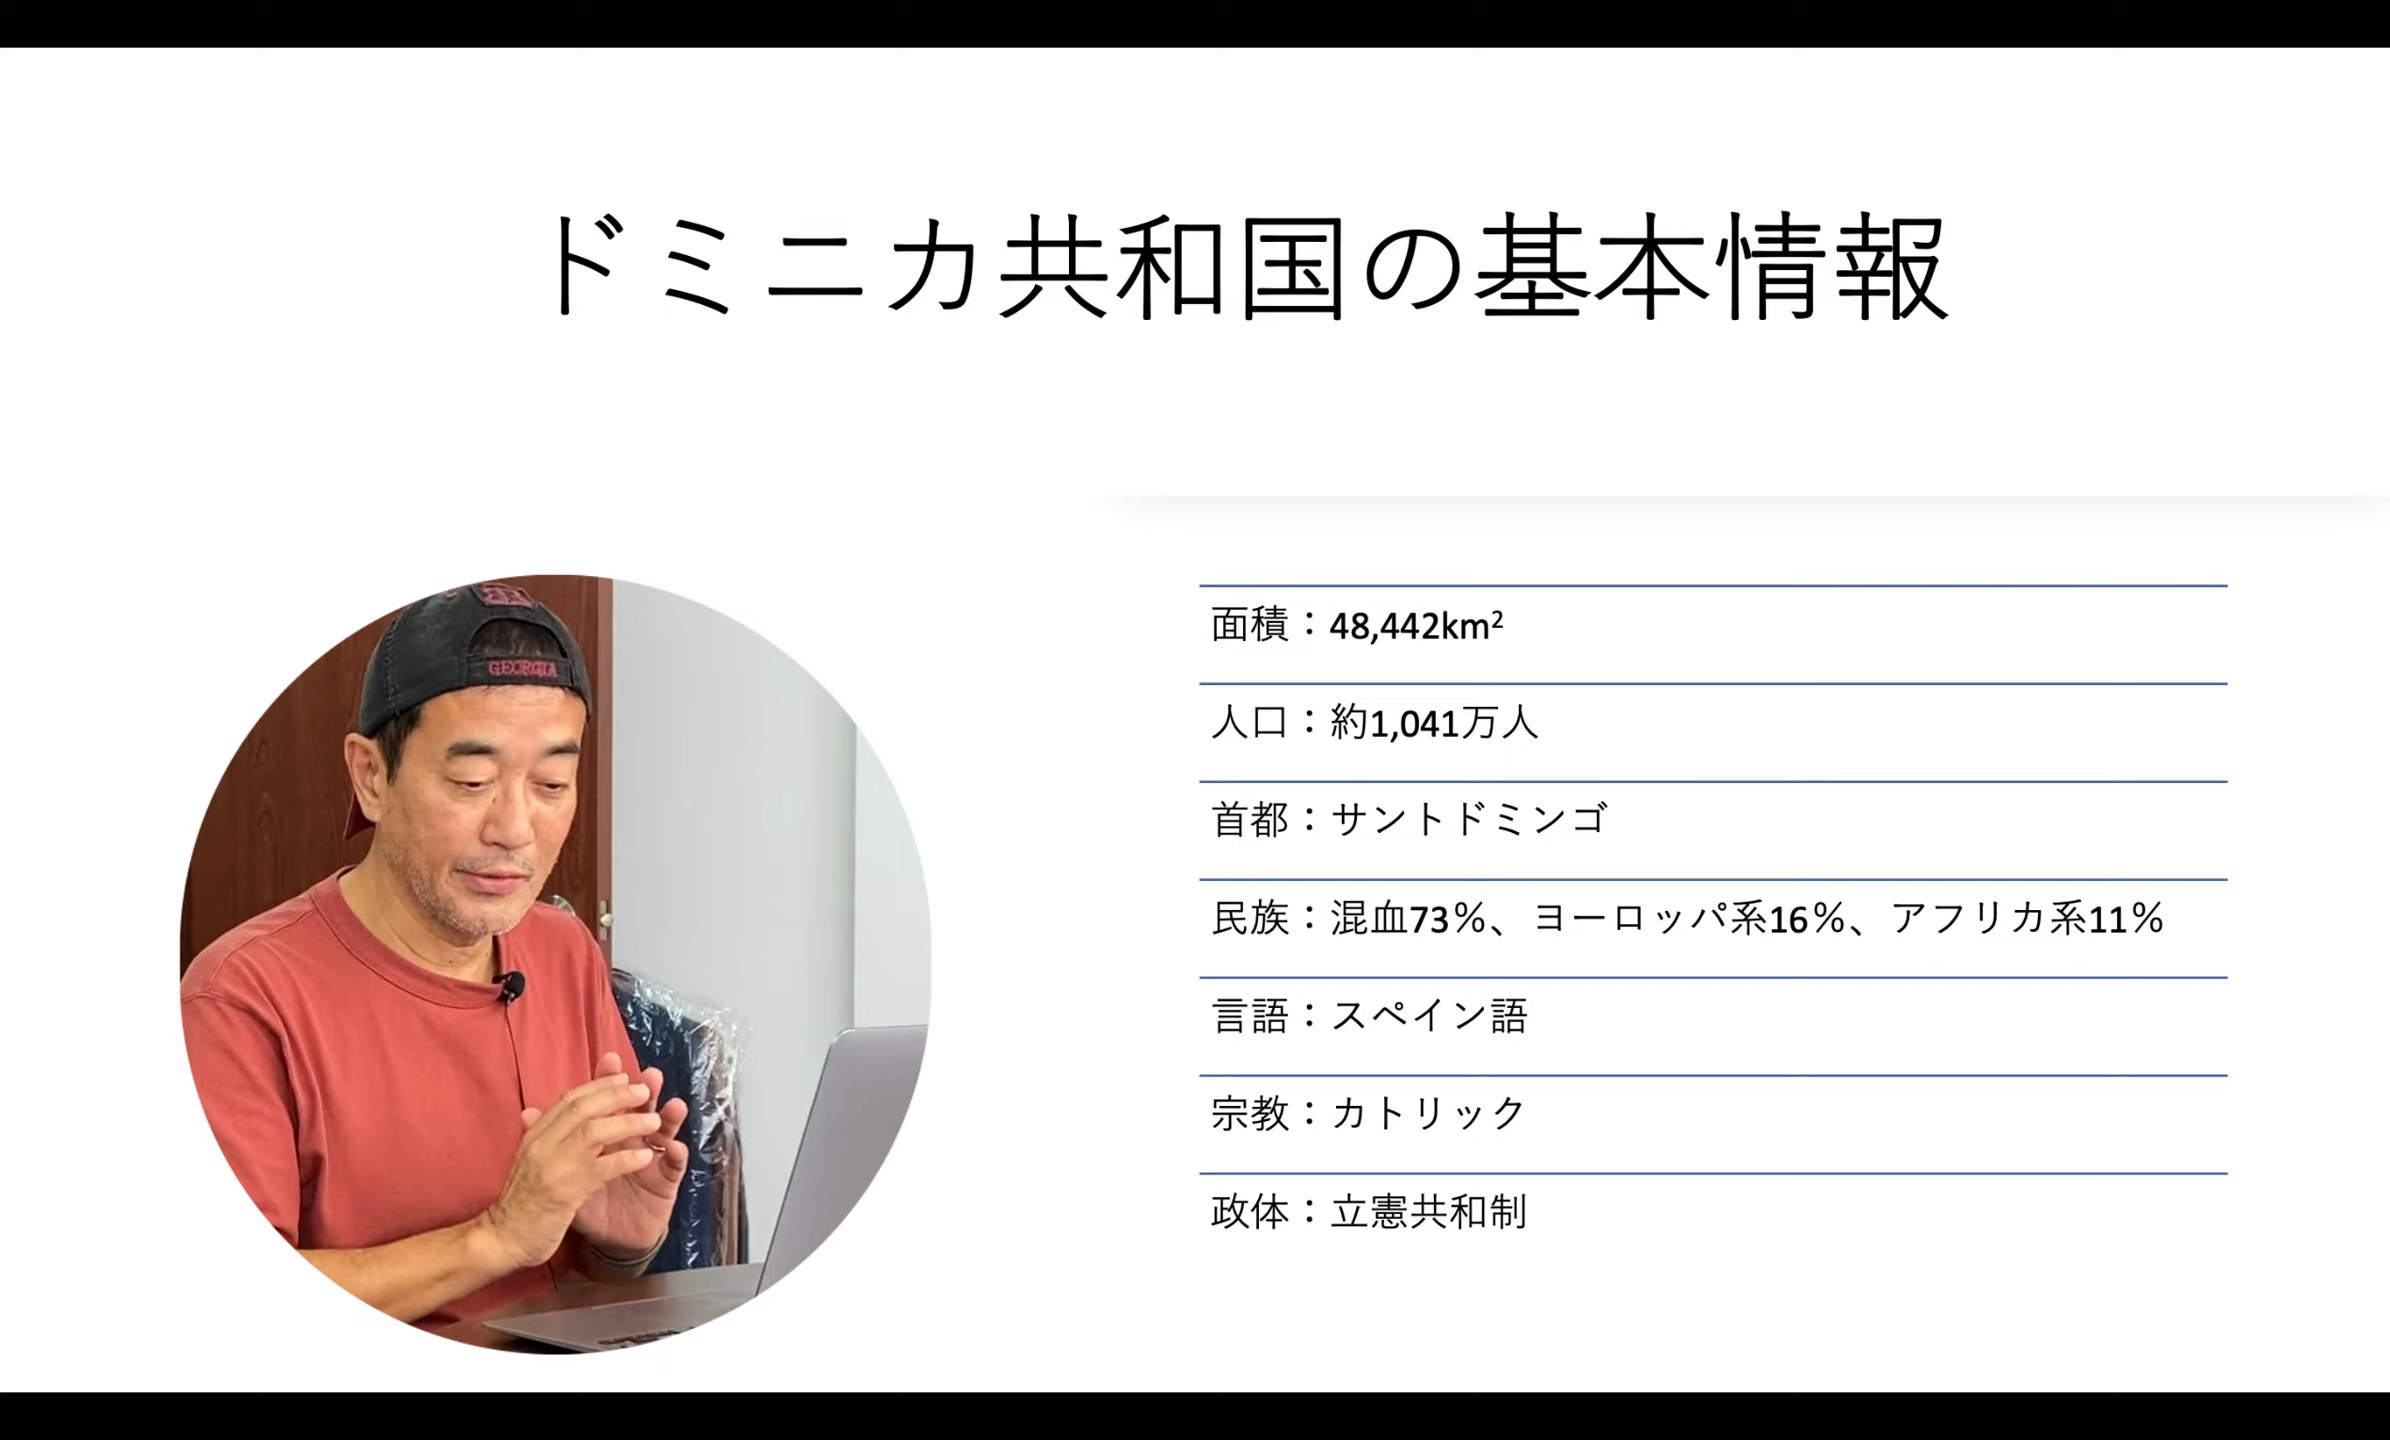 ドミニカ共和国の基本情報
GEORGIA
面積：48,442km²
人口：約1,041万人
首都：サントドミンゴ
民族：混血73％、ヨーロッパ系16％、アフリカ系11％
言語：スペイン語
宗教：カトリック
政体：立憲共和制